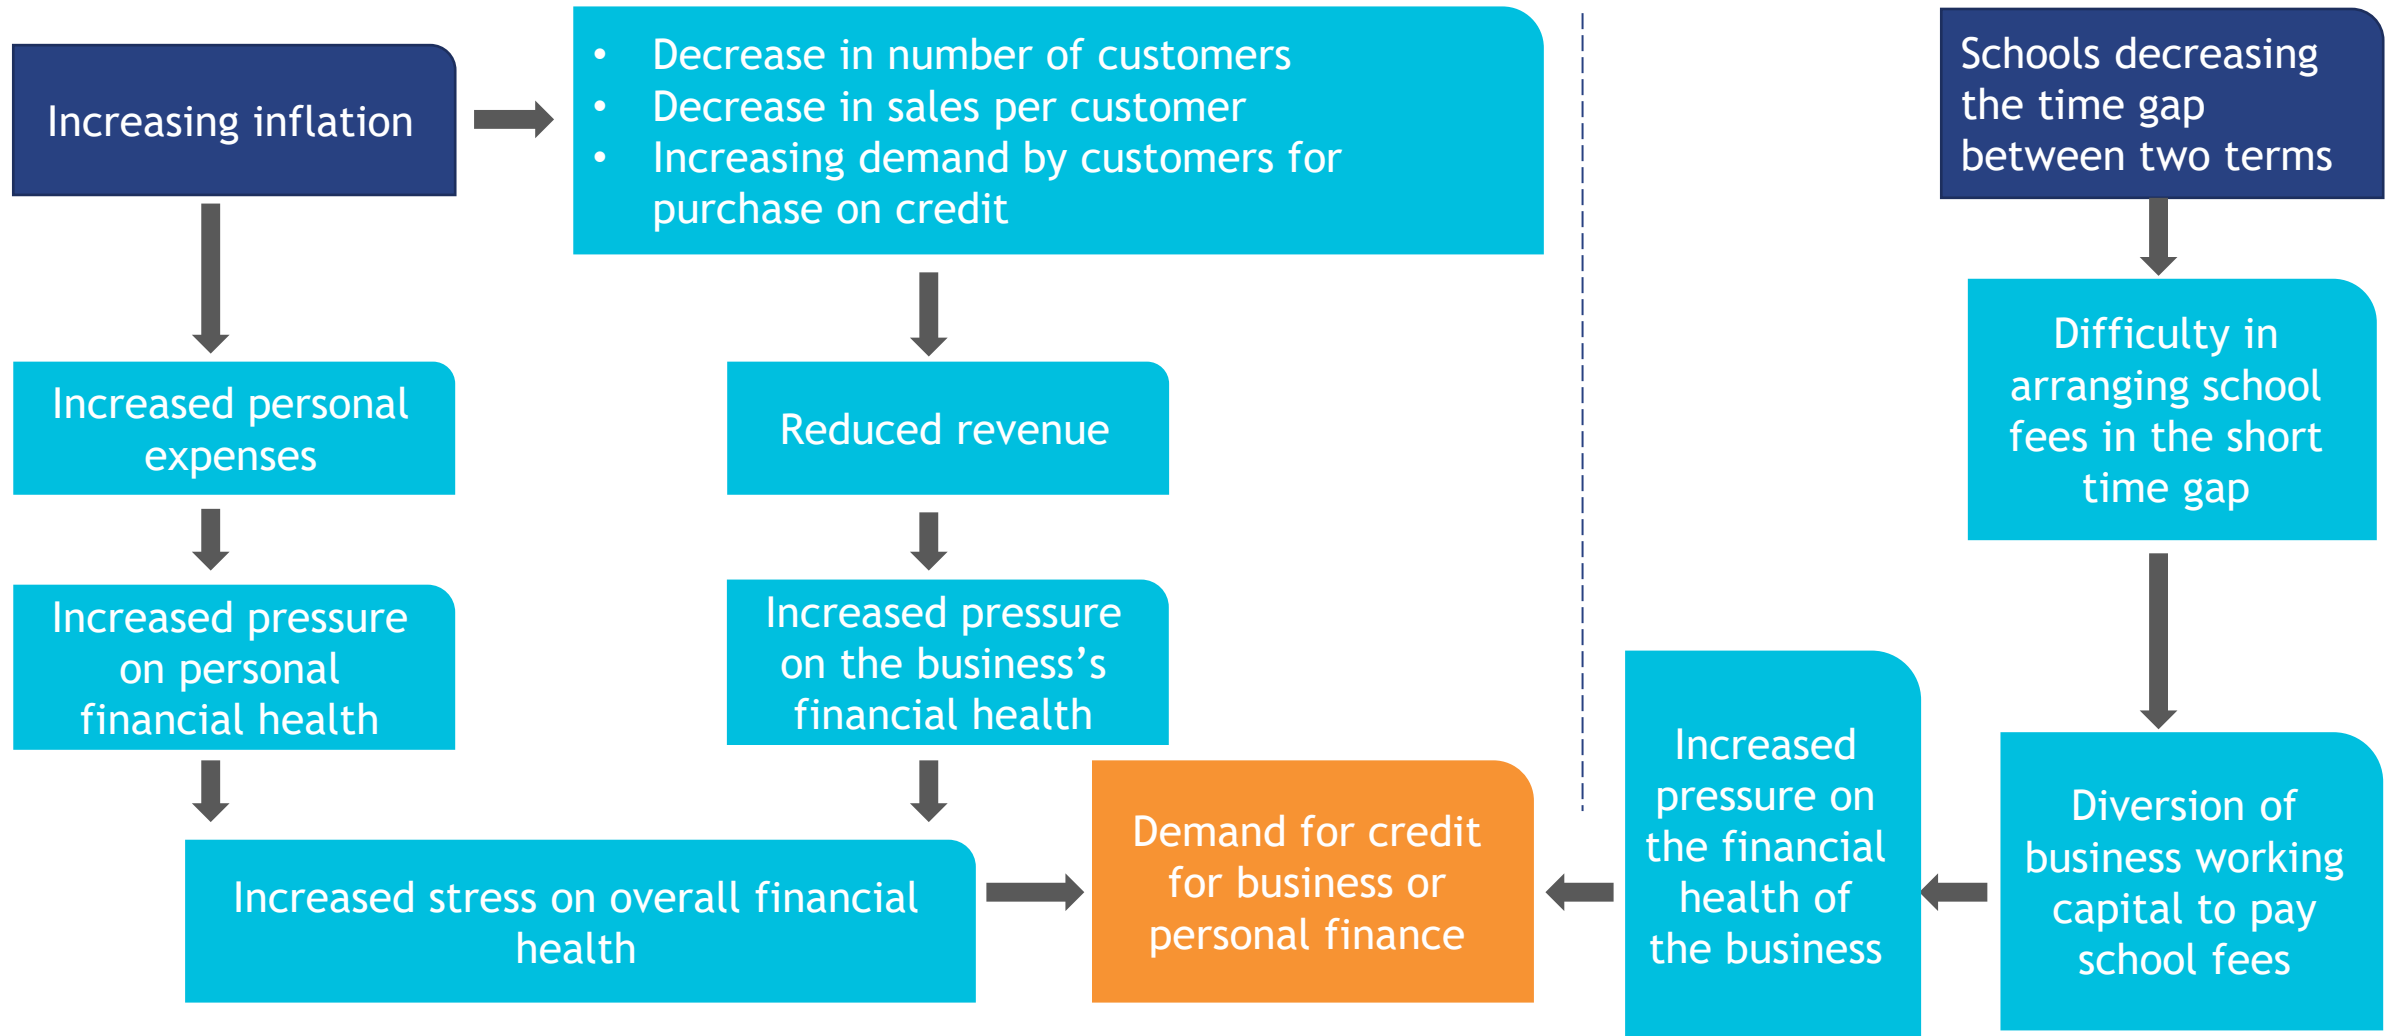 Increasing inflation
• Decrease in number of customers
• Decrease in sales per customer
• Increasing demand by customers for
purchase on credit
Increased personal
expenses
Reduced revenue
Increased pressure
on personal
financial health
Increased pressure
on the business’s
financial health
Increased stress on overall financial
health
Demand for credit
for business or
personal finance
Schools decreasing
the time gap
between two terms
Difficulty in
arranging school
fees in the short
time gap
Diversion of
business working
capital to pay
school fees
Increased
pressure on
the financial
health of
the business